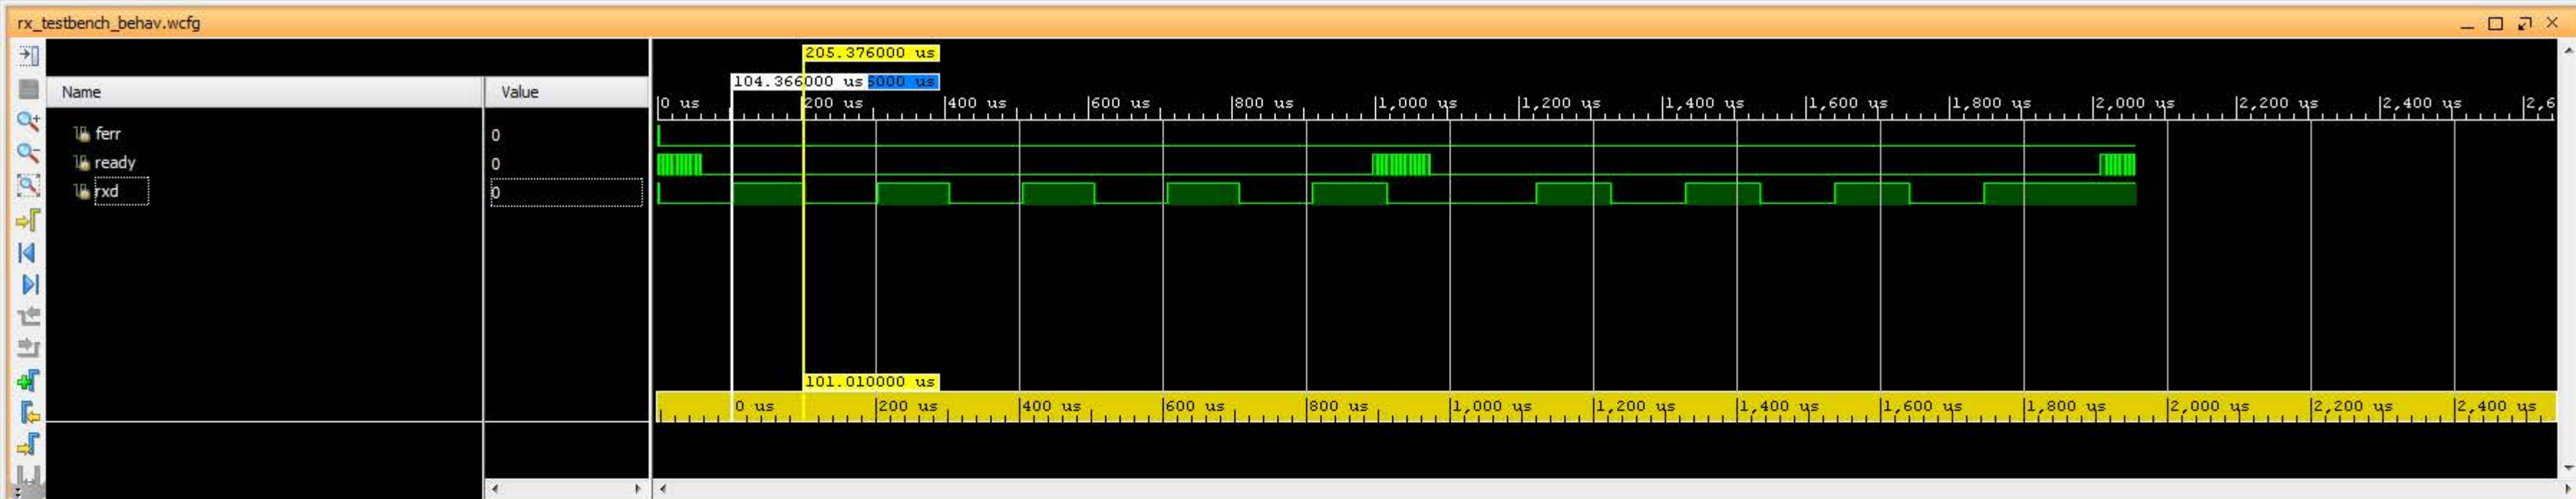 rx_testbench_behav.wcfg
205.376000 us
104.366000 us 5000 us
Name Value
0 us 200 us 400 us 600 us 800 us 1,000 us 1,200 us 1,400 us 1,600 us 1,800 us 2,000 us 2,200 us 2,400 us 2,6
ferr 0
ready 0
rxd 0
101.010000 us
0 us 200 us 400 us 600 us 800 us 1,000 us 1,200 us 1,400 us 1,600 us 1,800 us 2,000 us 2,200 us 2,400 us